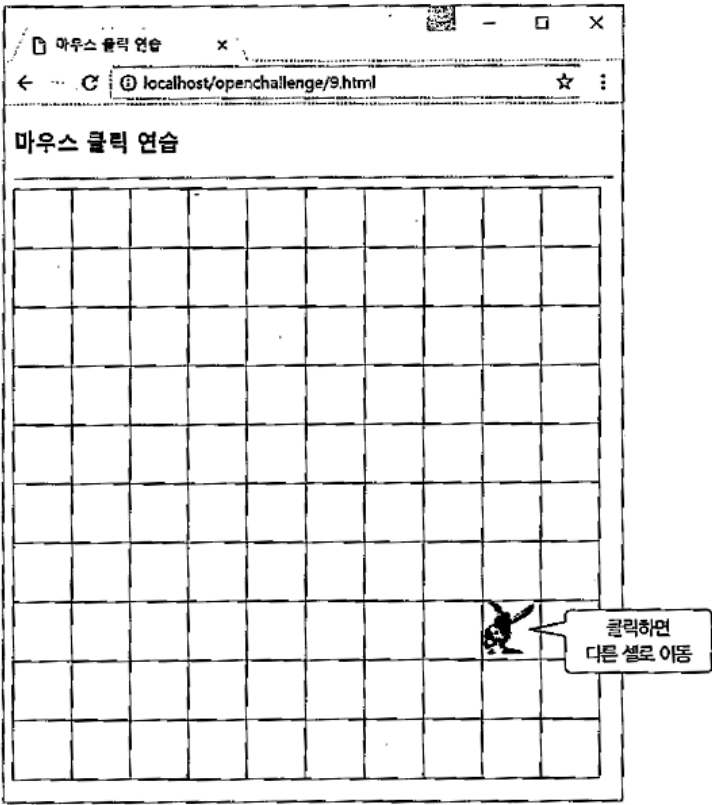 마우스 클릭 연습
localhost/openchallenge/9.html
마우스 클릭 연습
클릭하면
다른 셀로 이동